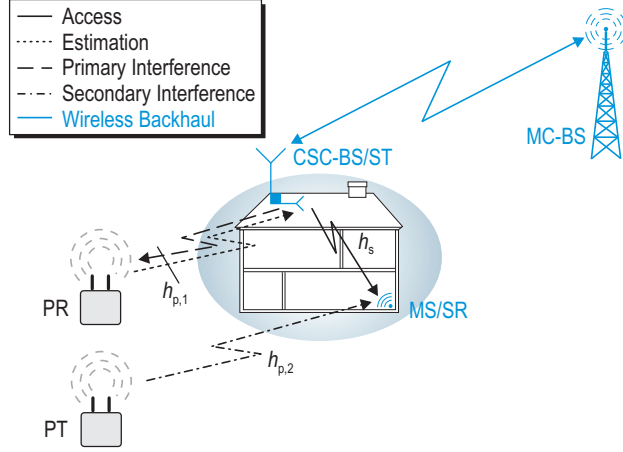 Access
Estimation
Primary Interference
Secondary Interference
Wireless Backhaul
MC-BS
CSC-BS/ST
hs
hp,1
PR
MS/SR
hp,2
PT